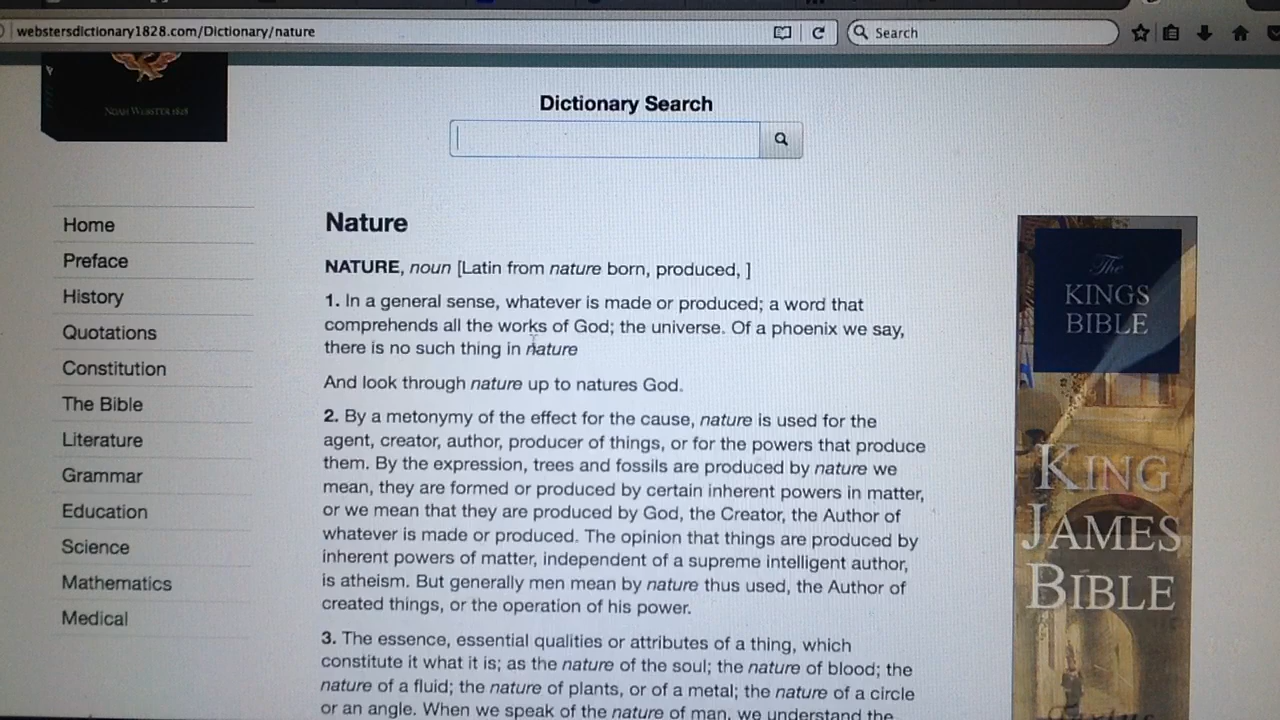 webstersdictionary1828.com/Dictionary/nature
Search
NOAH WEBSTER 1828
Dictionary Search
Home
Preface
History
Quotations
Constitution
The Bible
Literature
Grammar
Education
Science
Mathematics
Medical
Nature
NATURE, noun [Latin from nature born, produced, ]
1. In a general sense, whatever is made or produced; a word that
comprehends all the works of God; the universe. Of a phoenix we say,
there is no such thing in nature
And look through nature up to natures God.
2. By a metonymy of the effect for the cause, nature is used for the
agent, creator, author, producer of things, or for the powers that produce
them. By the expression, trees and fossils are produced by nature we
mean, they are formed or produced by certain inherent powers in matter,
or we mean that they are produced by God, the Creator, the Author of
whatever is made or produced. The opinion that things are produced by
inherent powers of matter, independent of a supreme intelligent author,
is atheism. But generally men mean by nature thus used, the Author of
created things, or the operation of his power.
3. The essence, essential qualities or attributes of a thing, which
constitute it what it is; as the nature of the soul; the nature of blood; the
nature of a fluid; the nature of plants, or of a metal; the nature of a circle
or an angle. When we speak of the nature of man, we understand the
The
KINGS
BIBLE
KING
JAMES
BIBLE